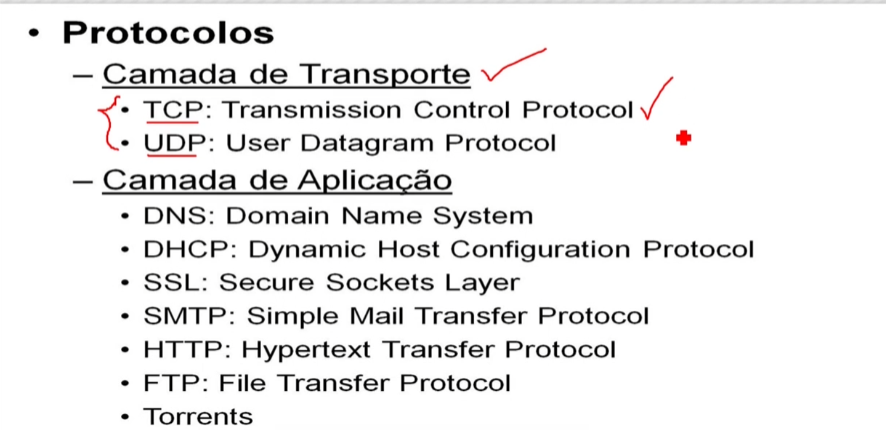 • Protocolos
– Camada de Transporte
• TCP: Transmission Control Protocol
• UDP: User Datagram Protocol
– Camada de Aplicação
• DNS: Domain Name System
• DHCP: Dynamic Host Configuration Protocol
• SSL: Secure Sockets Layer
• SMTP: Simple Mail Transfer Protocol
• HTTP: Hypertext Transfer Protocol
• FTP: File Transfer Protocol
• Torrents